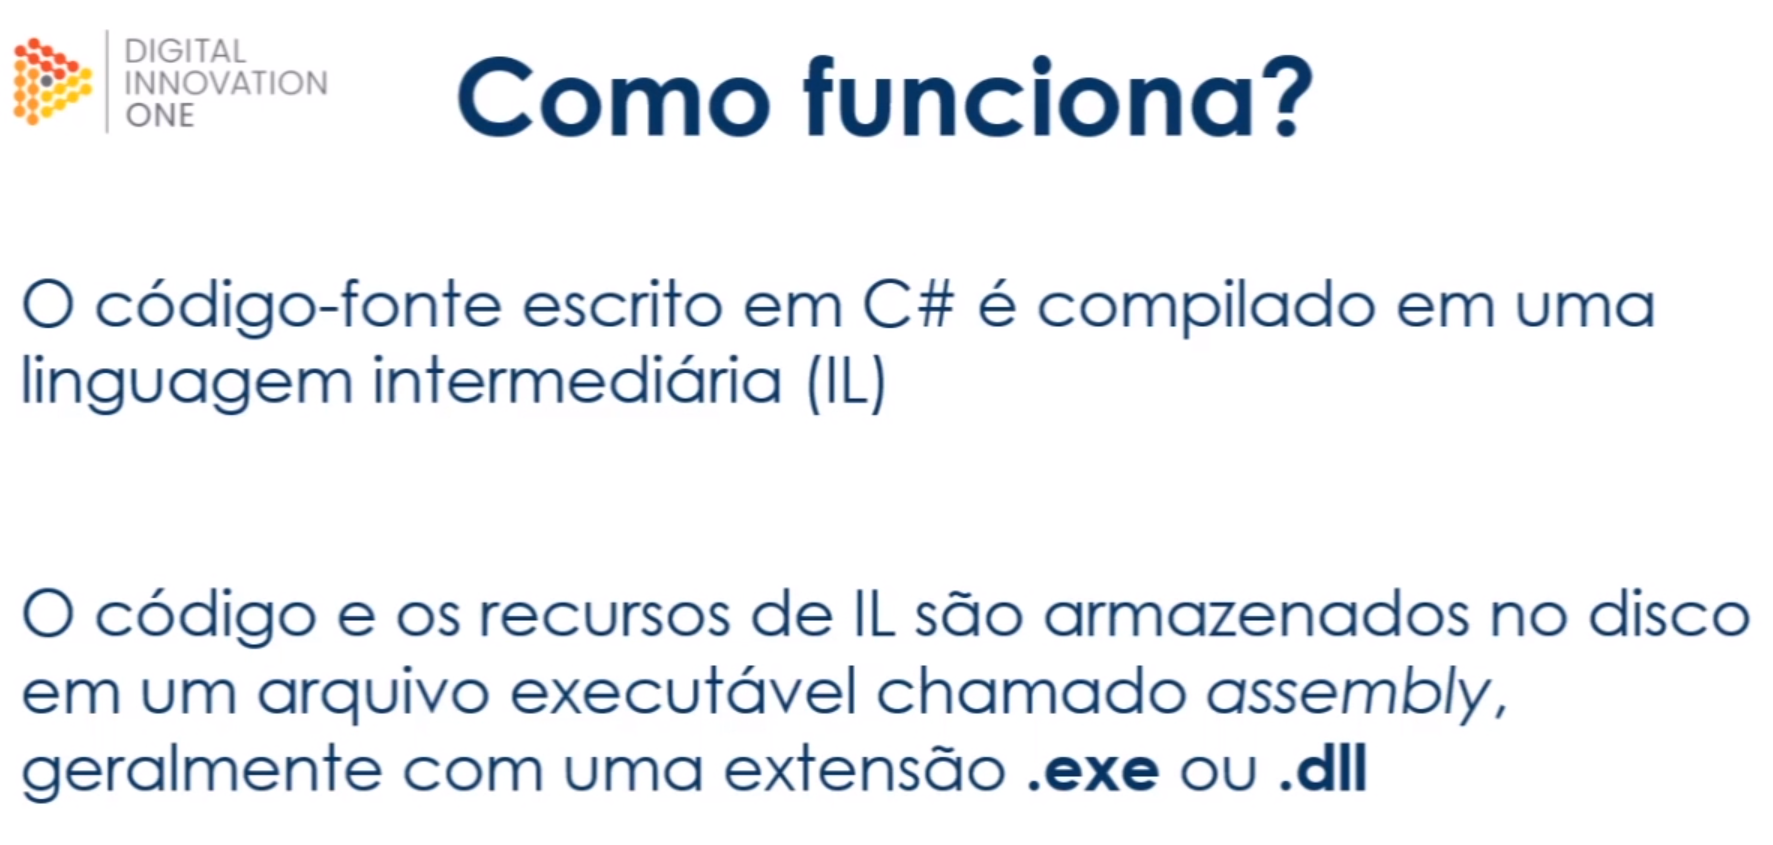 DIGITAL
INNOVATION
ONE
Como funciona?
O código-fonte escrito em C# é compilado em uma
linguagem intermediária (IL)
O código e os recursos de IL são armazenados no disco
em um arquivo executável chamado assembly,
geralmente com uma extensão .exe ou .dll